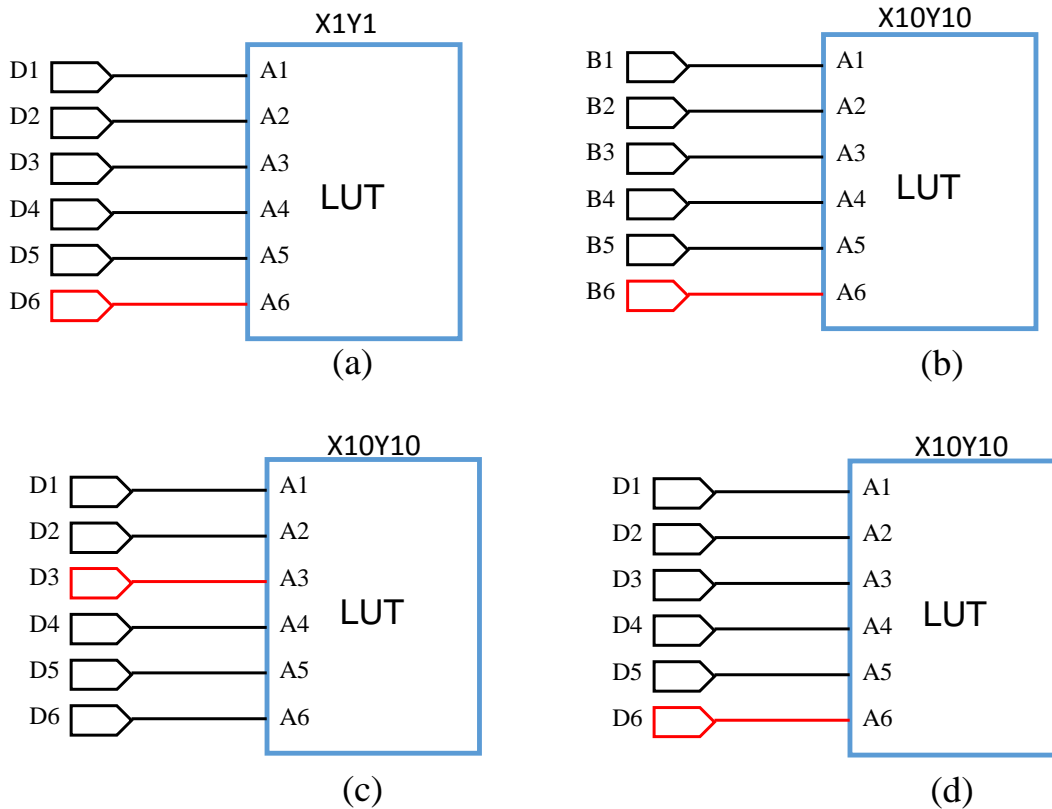 X1Y1
D1 A1
D2 A2
D3 A3
D4 A4
D5 A5
D6 A6
LUT
(a)
X10Y10
B1 A1
B2 A2
B3 A3
B4 A4
B5 A5
B6 A6
LUT
(b)
X10Y10
D1 A1
D2 A2
D3 A3
D4 A4
D5 A5
D6 A6
LUT
(c)
X10Y10
D1 A1
D2 A2
D3 A3
D4 A4
D5 A5
D6 A6
LUT
(d)